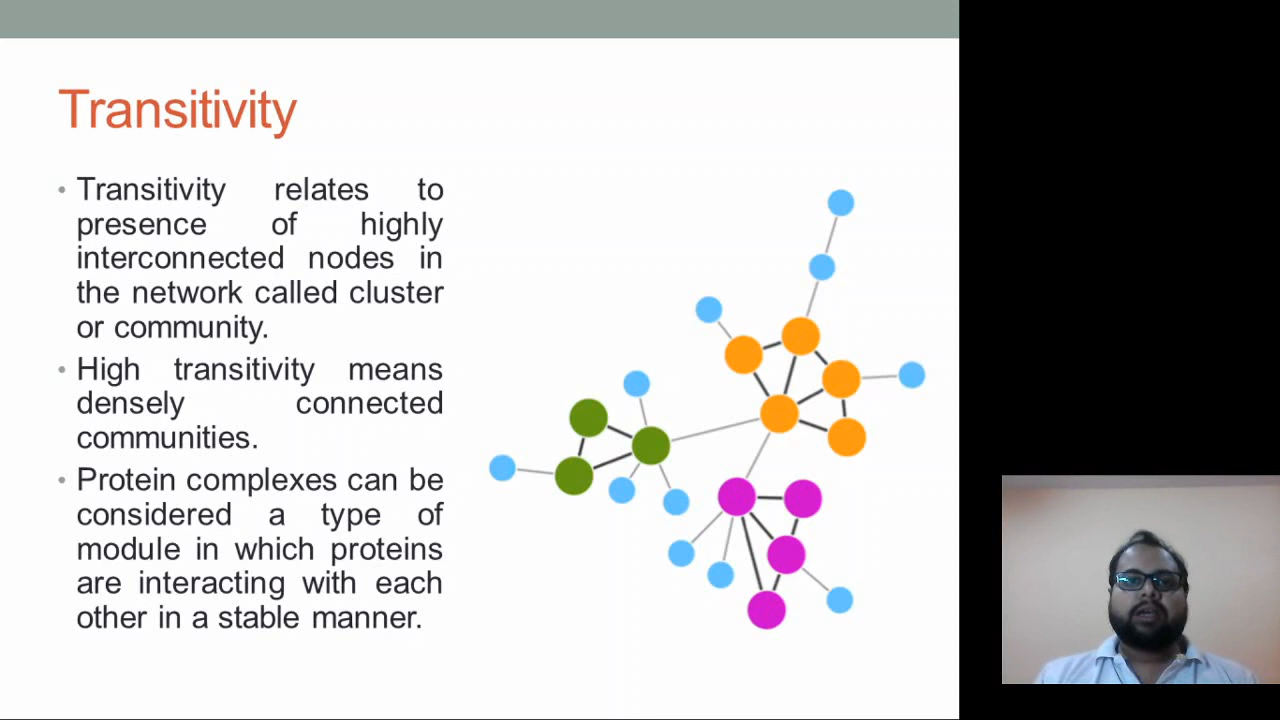 Transitivity
• Transitivity relates to
presence of highly
interconnected nodes in
the network called cluster
or community.
• High transitivity means
densely connected
communities.
• Protein complexes can be
considered a type of
module in which proteins
are interacting with each
other in a stable manner.